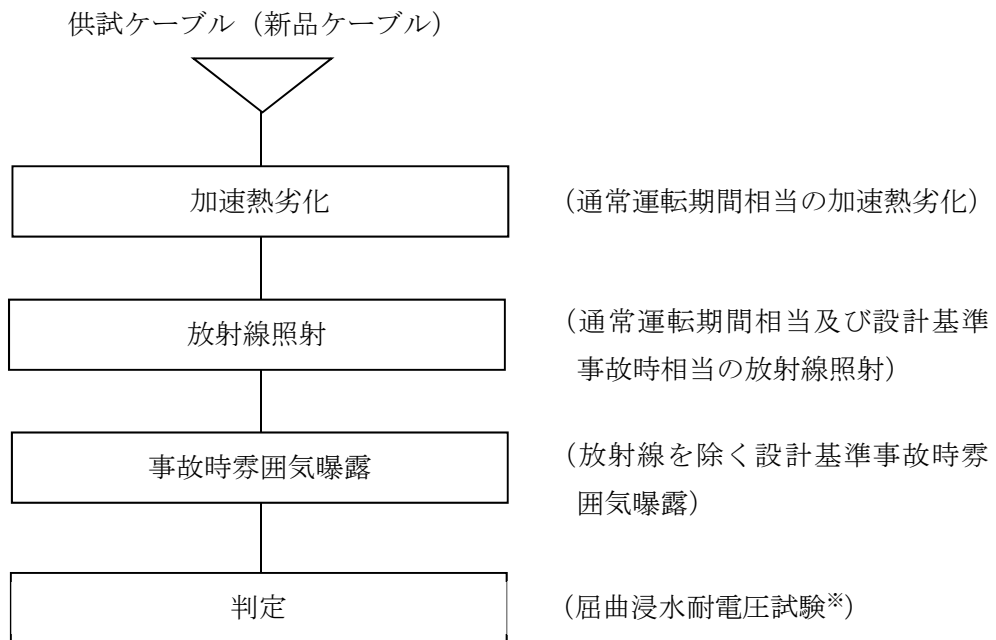 供試ケーブル（新品ケーブル）
加速熱劣化
（通常運転期間相当の加速熱劣化）
放射線照射
（通常運転期間相当及び設計基準
事故時相当の放射線照射）
事故時雰囲気曝露
（放射線を除く設計基準事故時雰
囲気曝露）
判定
（屈曲浸水耐電圧試験※）